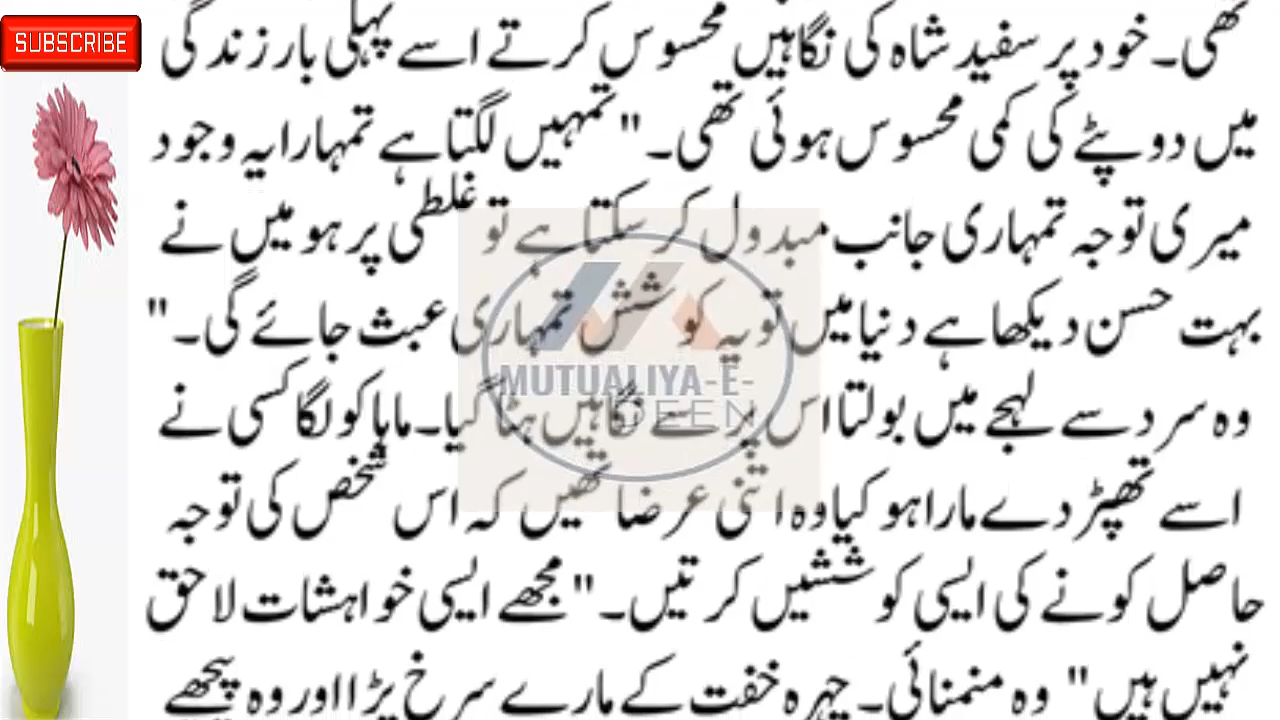 SUBSCRIBE
تھی۔ خود پر سفید شاہ کی نگاہیں محسوس کرتے اسے پہلی بار زندگی
میں دوپٹے کی کمی محسوس ہوئی تھی۔ "تمہیں لگتا ہے تمہارا یہ وجود
میری توجہ تمہاری جانب مبدول کر سکتا ہے تو غلطی پر ہو میں نے
بہت حسن دیکھا ہے دنیا میں تو یہ کوشش تمہاری عبث جائے گی۔"
وہ سرد سے لہجے میں بولتا اس پر سے نگاہیں ہٹا گیا۔ ماہا کو لگا کسی نے
اسے تھپڑ دے مارا ہو کیا وہ اتنی عرضا تھیں کہ اس شخص کی توجہ
حاصل کونے کی ایسی کوششیں کرتیں۔ "مجھے ایسی خواہشات لاحق
نہیں ہیں" وہ منمنائی۔ چہرہ خفت کے مارے سرخ پڑا اور وہ پیچھے
MUTUALIYA-E-
DEEN